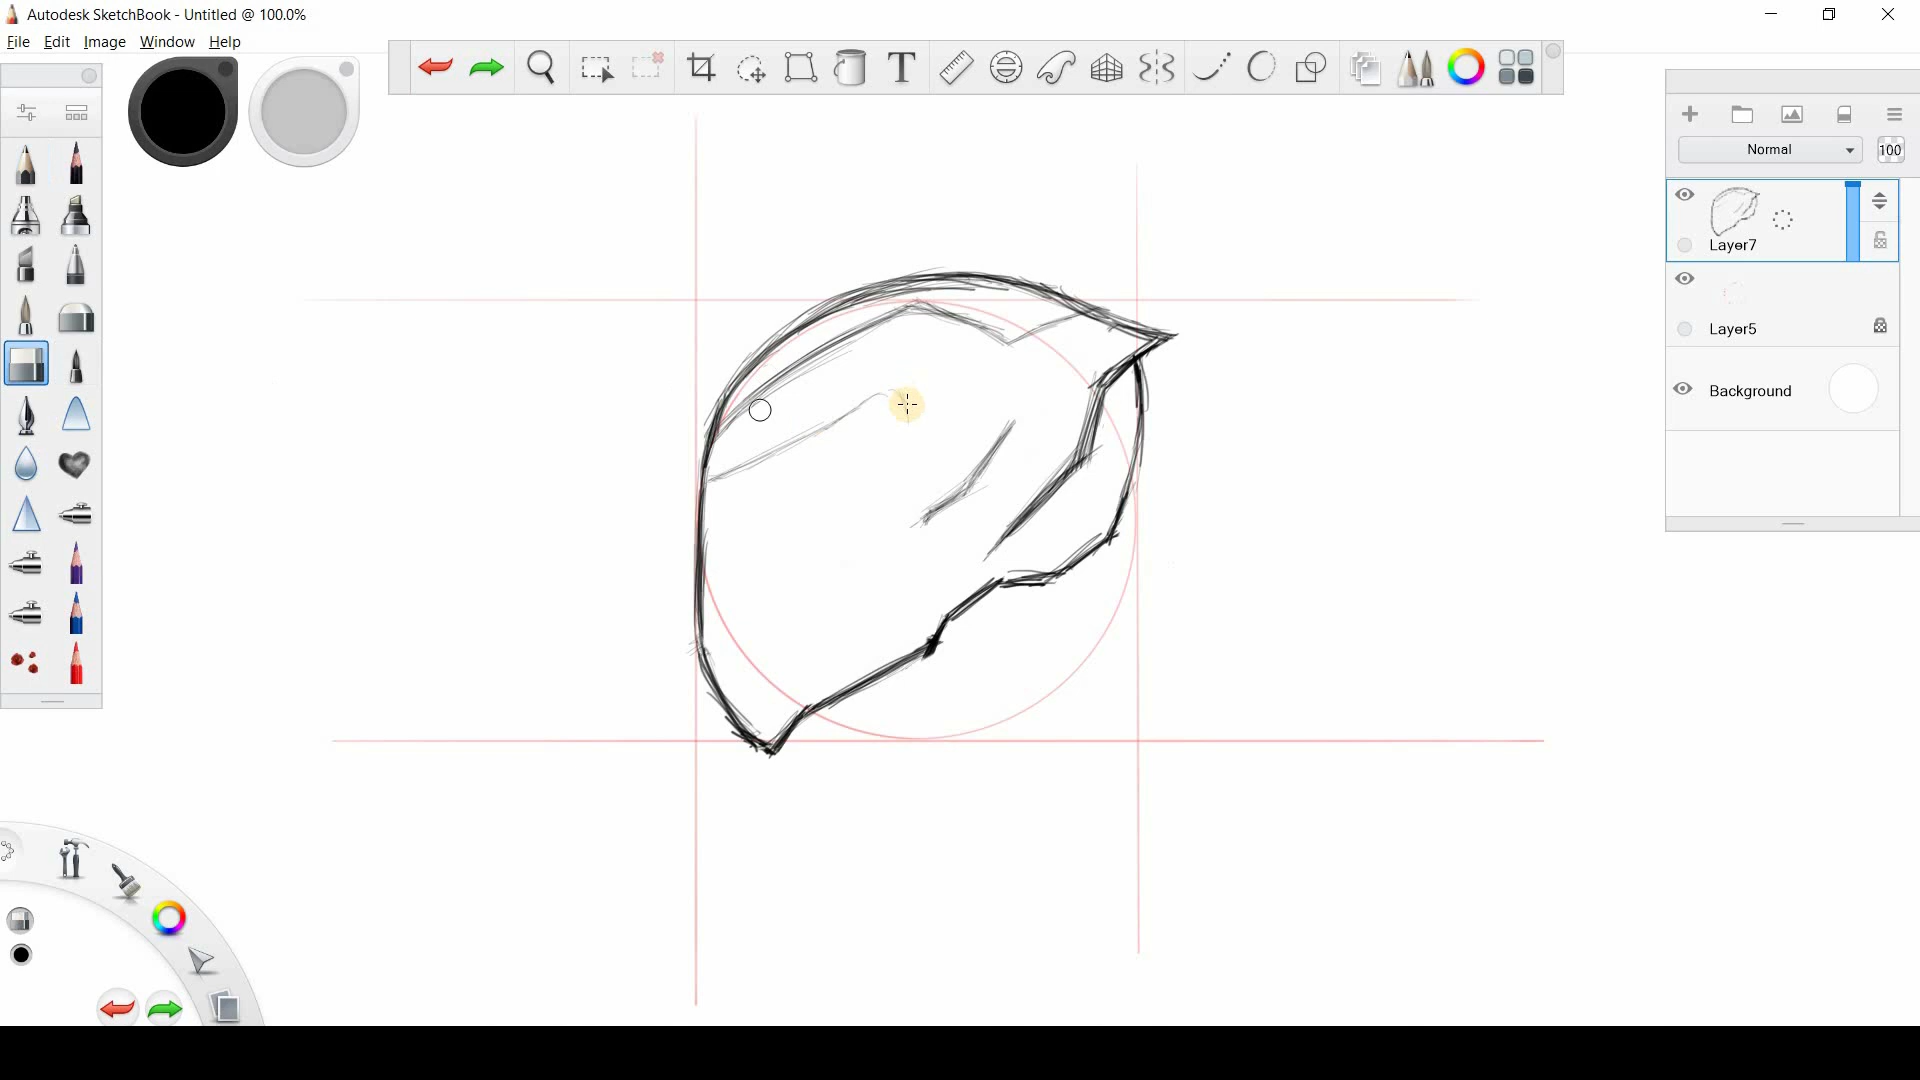 Autodesk SketchBook - Untitled @ 100.0%
File Edit Image Window Help
T
Normal 100
Layer7
Layer5
Background